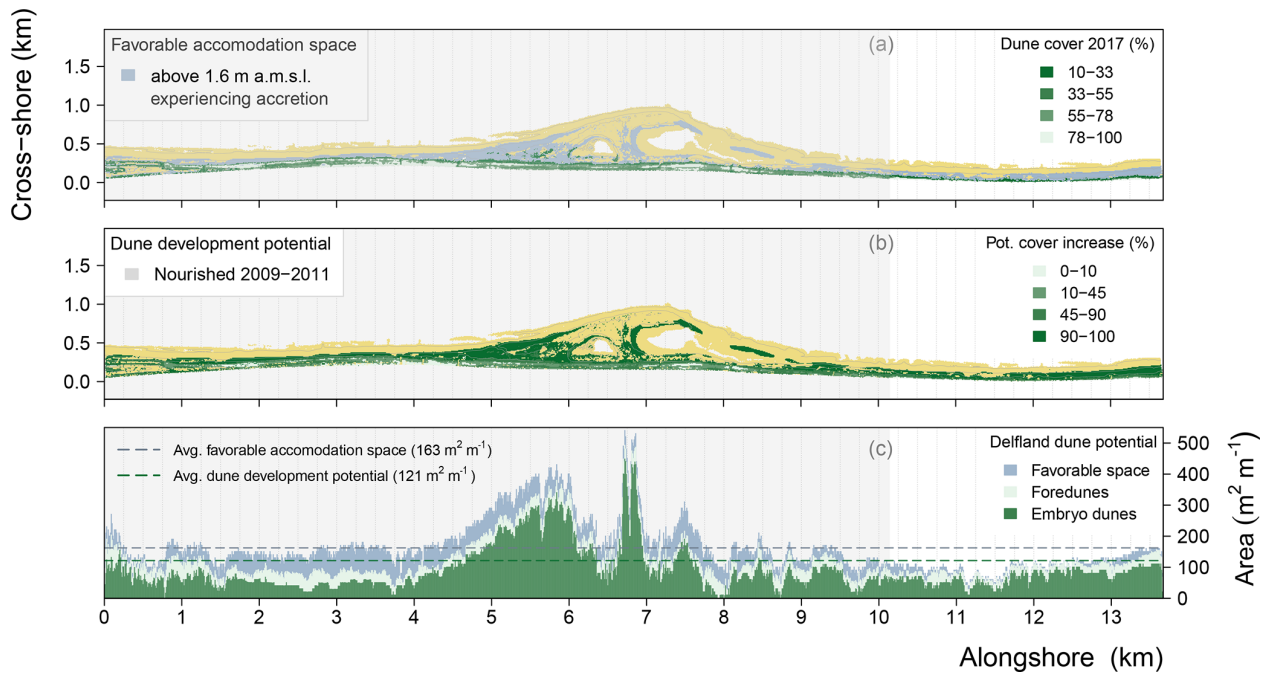 Cross−shore (km)
(a)
Favorable accomodation space
above 1.6 m a.m.s.l.
experiencing accretion
Dune cover 2017 (%)
10−33
33−55
55−78
78−100
1.5
1.0
0.5
0.0
(b)
Dune development potential
Nourished 2009−2011
Pot. cover increase (%)
0−10
10−45
45−90
90−100
1.5
1.0
0.5
0.0
(c)
Avg. favorable accomodation space (163 m² m⁻¹)
Avg. dune development potential (121 m² m⁻¹ )
Delfland dune potential
Favorable space
Foredunes
Embryo dunes
500
400
300
200
100
0
Area (m² m⁻¹)
0 1 2 3 4 5 6 7 8 9 10 11 12 13
Alongshore (km)